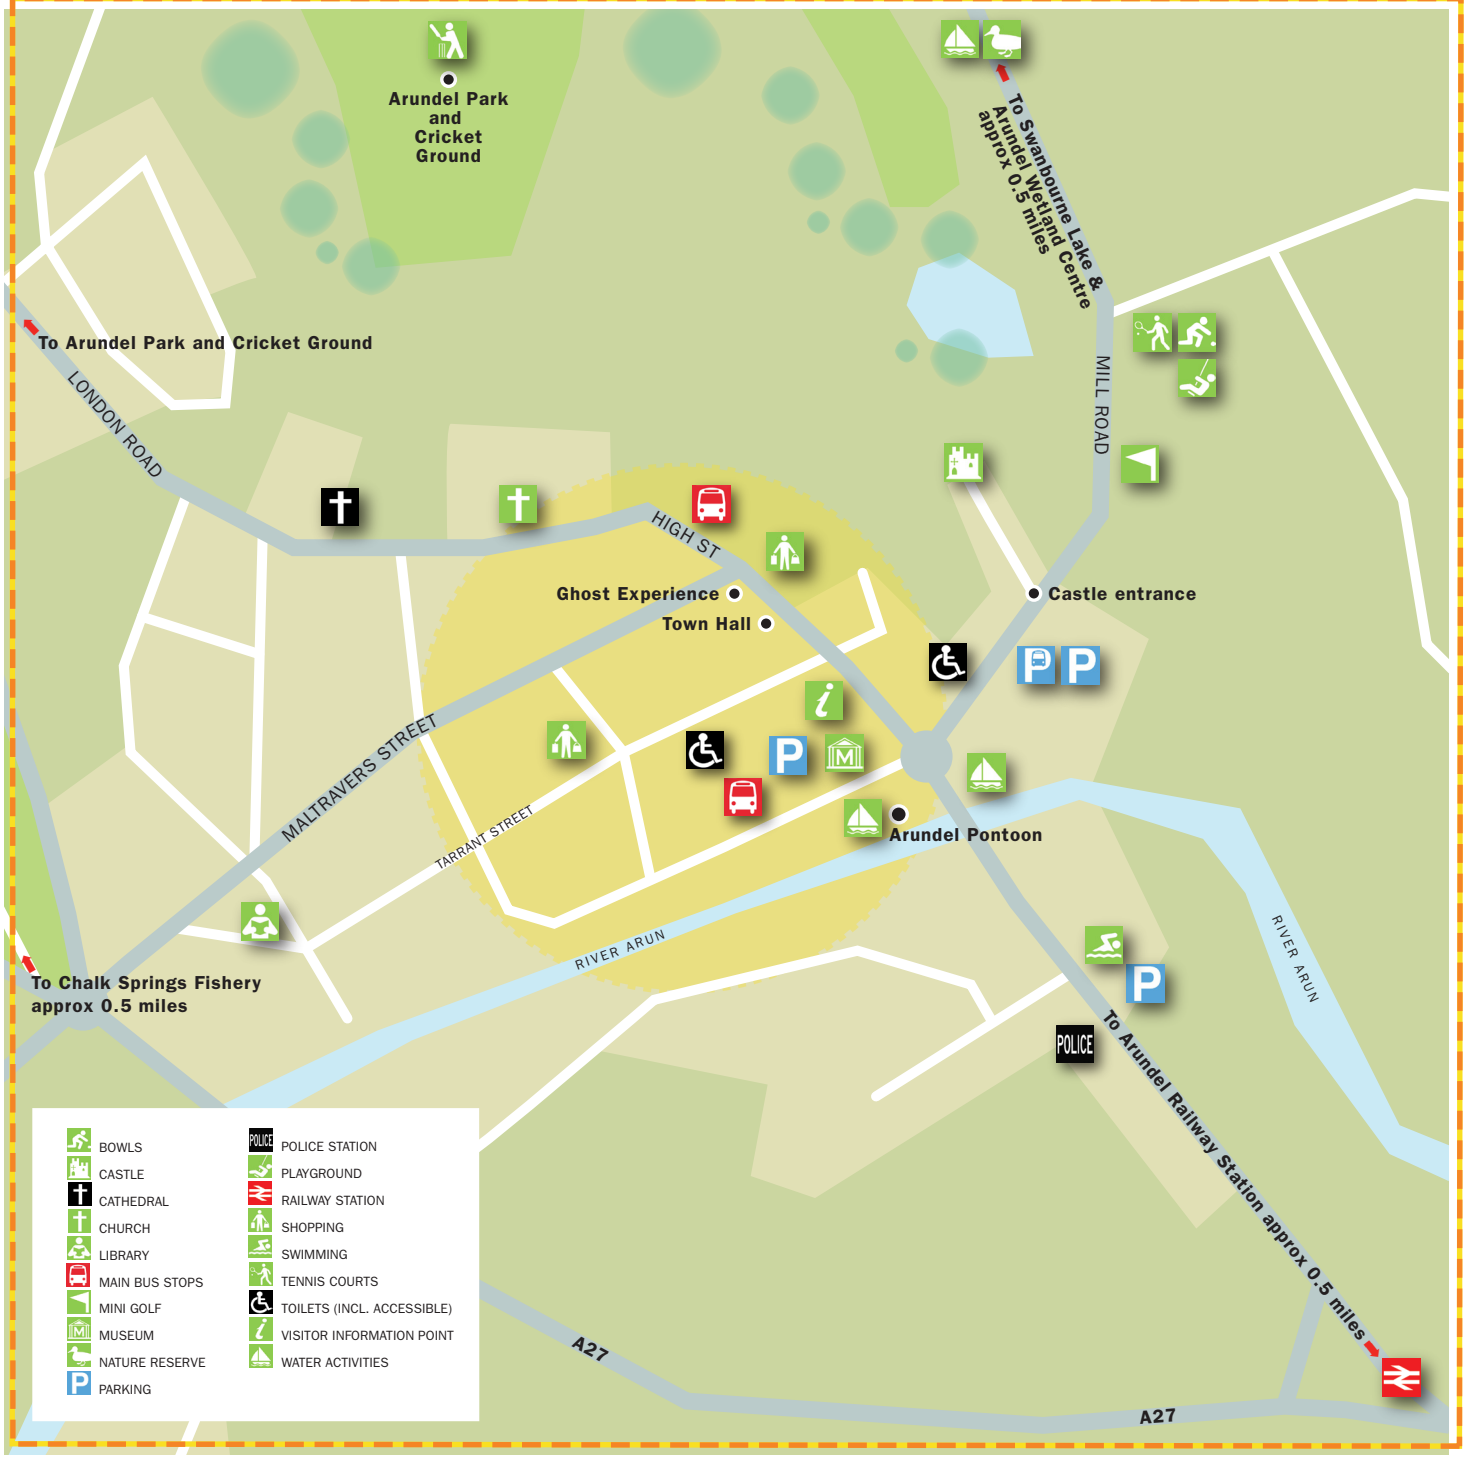 Arundel Park
and
Cricket
Ground
To Swanbourne Lake &
Arundel Wetland Centre
approx 0.5 miles
To Arundel Park and Cricket Ground
LONDON ROAD
MILL ROAD
HIGH ST
Ghost Experience
Town Hall
Castle entrance
P
P
i
M
P
MALTRAVERS STREET
TARRANT STREET
Arundel Pontoon
RIVER ARUN
RIVER ARUN
P
POLICE
To Chalk Springs Fishery
approx 0.5 miles
To Arundel Railway Station approx 0.5 miles
A27
A27
BOWLS
CASTLE
CATHEDRAL
CHURCH
LIBRARY
MAIN BUS STOPS
MINI GOLF
M MUSEUM
NATURE RESERVE
P PARKING
POLICE POLICE STATION
PLAYGROUND
RAILWAY STATION
SHOPPING
SWIMMING
TENNIS COURTS
TOILETS (INCL. ACCESSIBLE)
i VISITOR INFORMATION POINT
WATER ACTIVITIES